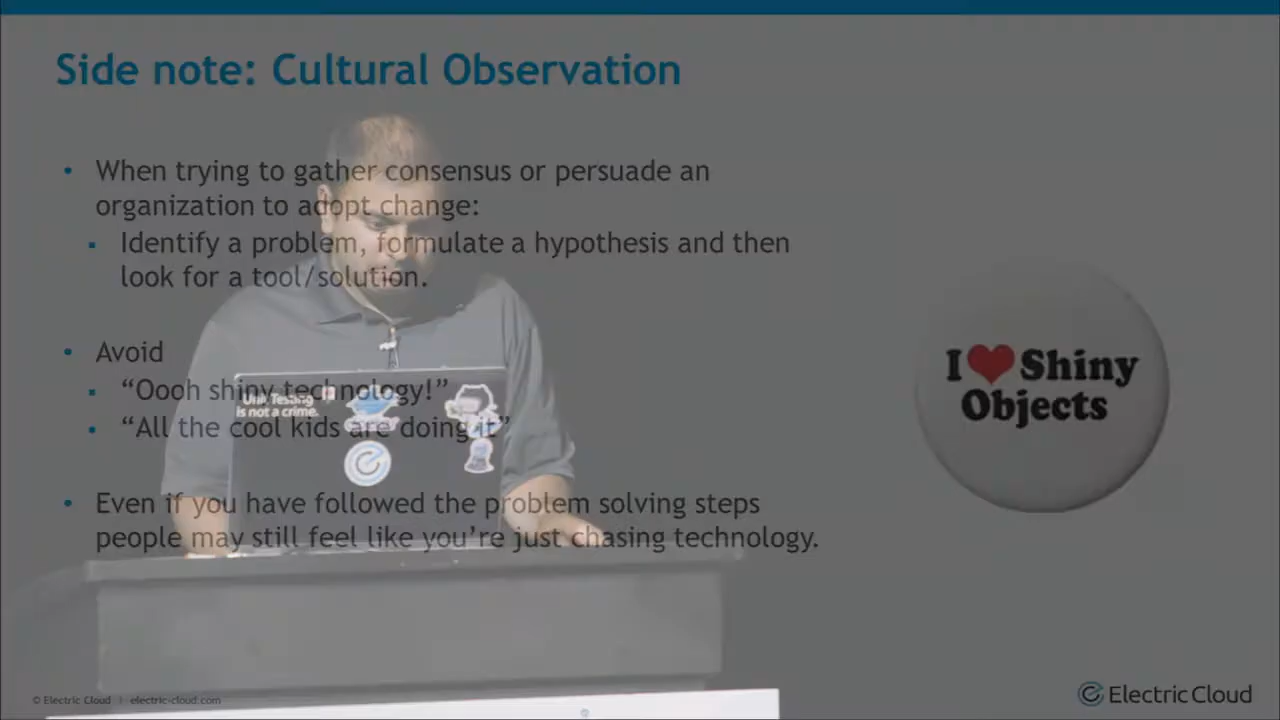 Side note: Cultural Observation
• When trying to gather consensus or persuade an
organization to adopt change:
▪ Identify a problem, formulate a hypothesis and then
look for a tool/solution.
• Avoid
▪ “Oooh shiny technology!”
▪ “All the cool kids are doing it”
Unit Testing
is not a crime.
I ❤ Shiny
Objects
• Even if you have followed the problem solving steps
people may still feel like you’re just chasing technology.
© Electric Cloud | electric-cloud.com
Electric Cloud